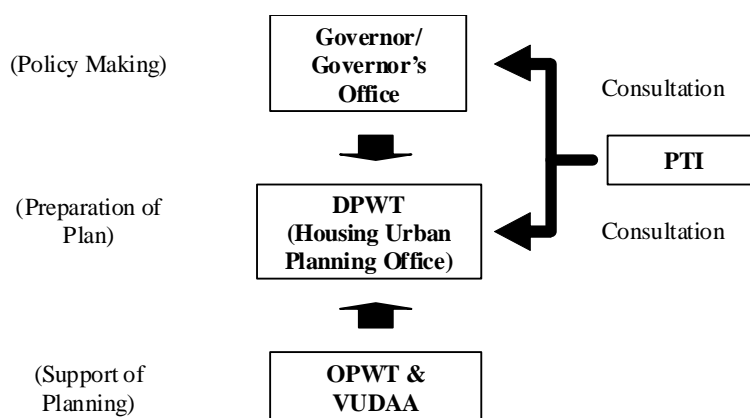 (Policy Making)
Governor/
Governor's
Office
Consultation
PTI
(Preparation of
Plan)
DPWT
(Housing Urban
Planning Office)
Consultation
(Support of
Planning)
OPWT &
VUDAA